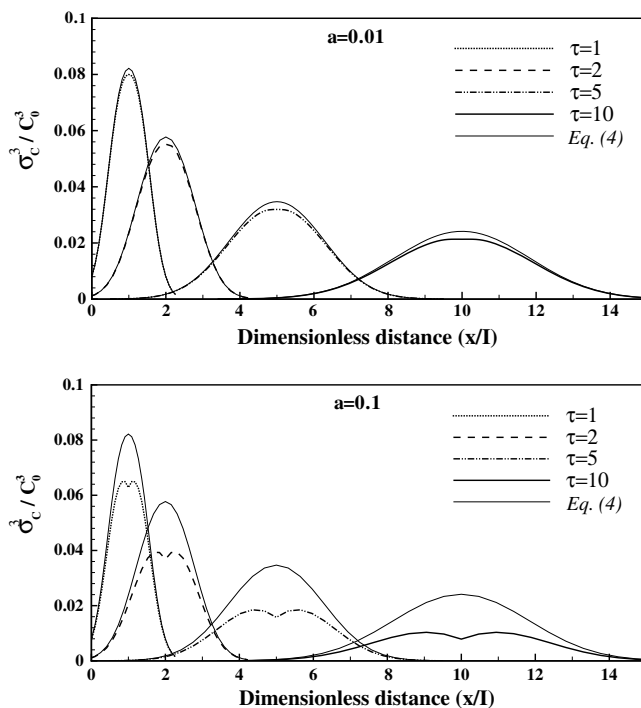 0.1
a=0.01
τ=1
τ=2
τ=5
τ=10
Eq. (4)
0.08
0.06
0.04
0.02
0
σ_C^3 / C_0^3
0 2 4 6 8 10 12 14
Dimensionless distance (x/I)
0.1
a=0.1
τ=1
τ=2
τ=5
τ=10
Eq. (4)
0.08
0.06
0.04
0.02
0
σ_C^3 / C_0^3
0 2 4 6 8 10 12 14
Dimensionless distance (x/I)